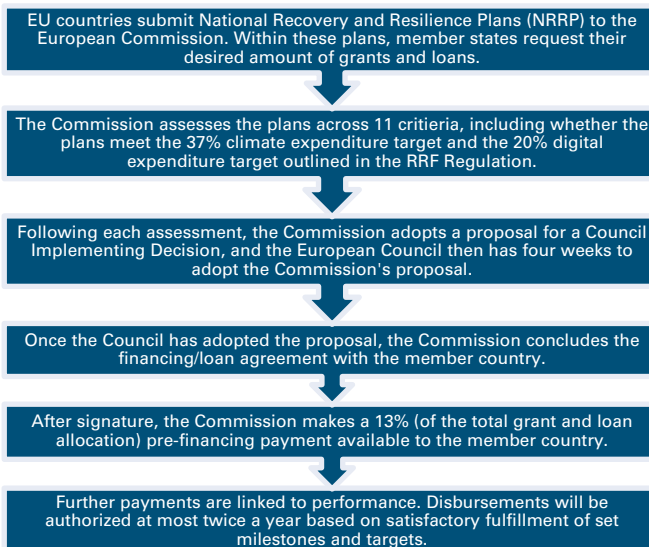 EU countries submit National Recovery and Resilience Plans (NRRP) to the
European Commission. Within these plans, member states request their
desired amount of grants and loans.
The Commission assesses the plans across 11 critieria, including whether the
plans meet the 37% climate expenditure target and the 20% digital
expenditure target outlined in the RRF Regulation.
Following each assessment, the Commission adopts a proposal for a Council
Implementing Decision, and the European Council then has four weeks to
adopt the Commission's proposal.
Once the Council has adopted the proposal, the Commission concludes the
financing/loan agreement with the member country.
After signature, the Commission makes a 13% (of the total grant and loan
allocation) pre-financing payment available to the member country.
Further payments are linked to performance. Disbursements will be
authorized at most twice a year based on satisfactory fulfillment of set
milestones and targets.